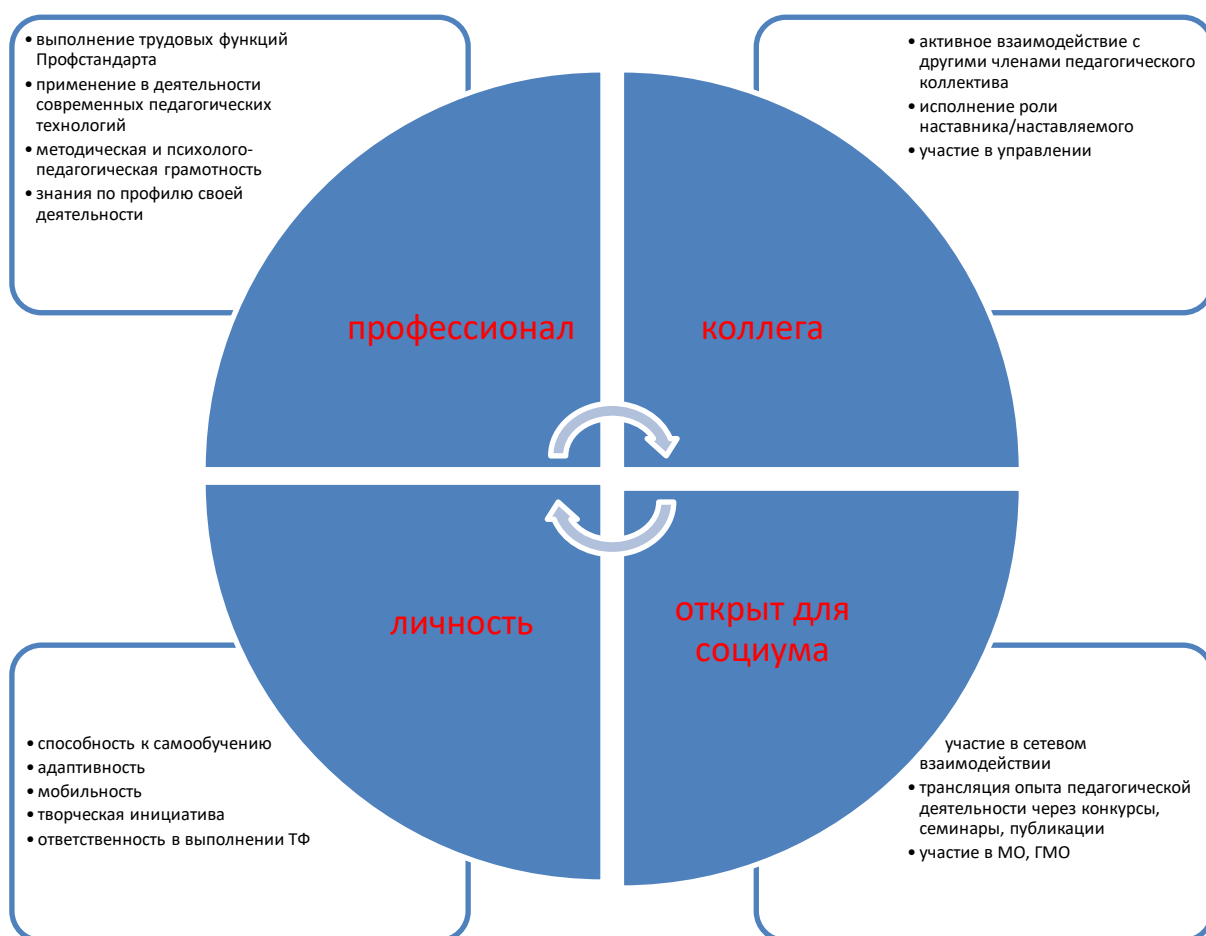 • выполнение трудовых функций
Профстандарта
• применение в деятельности
современных педагогических
технологий
• методическая и психолого-
педагогическая грамотность
• знания по профилю своей
деятельности
• активное взаимодействие с
другими членами педагогического
коллектива
• исполнение роли
наставника/наставляемого
• участие в управлении
профессионал
коллега
личность
открыт для
социума
• способность к самообучению
• адаптивность
• мобильность
• творческая инициатива
• ответственность в выполнении ТФ
участие в сетевом
взаимодействии
• трансляция опыта педагогической
деятельности через конкурсы,
семинары, публикации
• участие в МО, ГМО